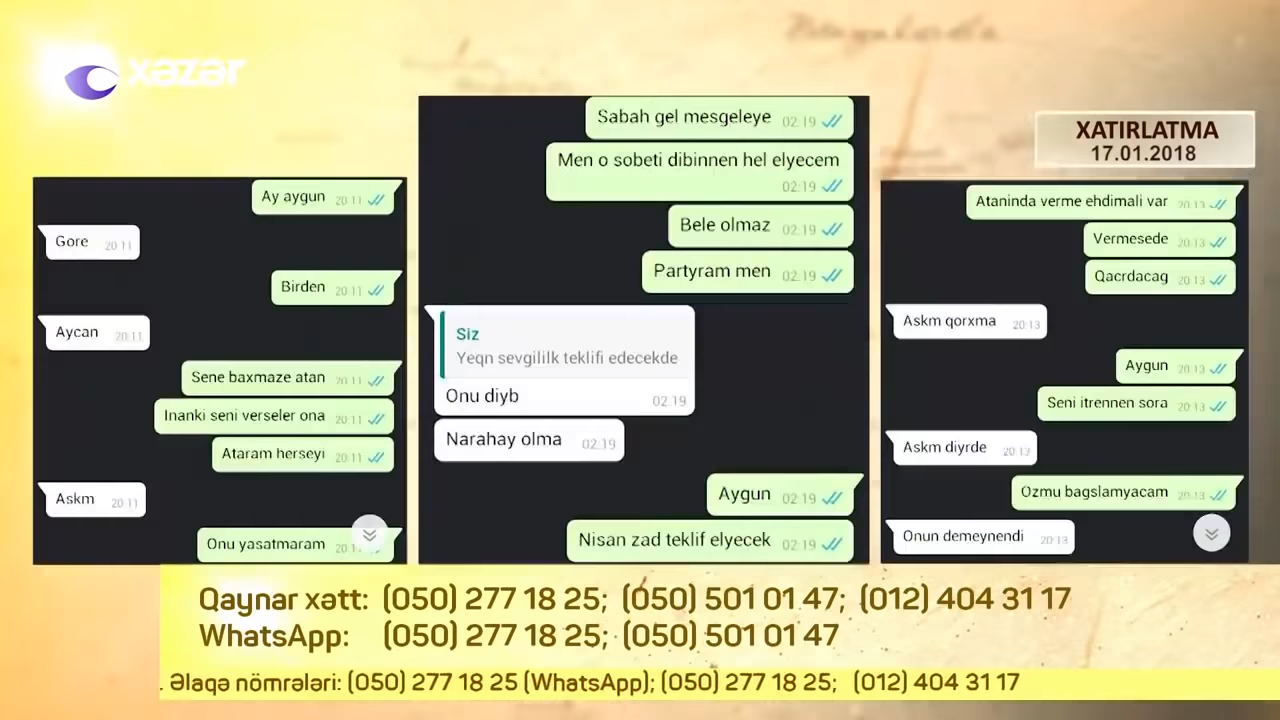 xəzər
XATIRLATMA
17.01.2018
Ay aygun 20:11
Gore 20:11
Birden 20:11
Aycan 20:11
Sene baxmaze atan 20:11
Inanki seni verseler ona 20:11
Ataram herseyi 20:11
Askm 20:11
Onu yasatmaram
Sabah gel mesgeleye 02:19
Men o sobeti dibinnen hel elyecem
02:19
Bele olmaz 02:19
Partyram men 02:19
Siz
Yeqn sevgililk teklifi edecekde
Onu diyb 02:19
Narahay olma 02:19
Aygun 02:19
Nisan zad teklif elyecek 02:19
Ataninda verme ehdimali var 20:13
Vermesede 20:13
Qacrdacag 20:13
Askm qorxma 20:13
Aygun 20:13
Seni itrennen sora 20:13
Askm diyrde 20:13
Ozmu bagslamyacam 20:13
Onun demeynendi 20:13
Qaynar xətt: (050) 277 18 25; (050) 501 01 47; (012) 404 31 17
WhatsApp: (050) 277 18 25; (050) 501 01 47
. Əlaqə nömrələri: (050) 277 18 25 (WhatsApp); (050) 277 18 25; (012) 404 31 17